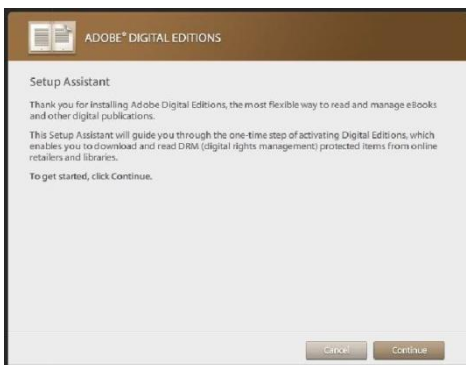 ADOBE® DIGITAL EDITIONS
Setup Assistant
Thank you for installing Adobe Digital Editions, the most flexible way to read and manage eBooks
and other digital publications.
This Setup Assistant will guide you through the one-time step of activating Digital Editions, which
enables you to download and read DRM (digital rights management) protected items from online
retailers and libraries.
To get started, click Continue.
Cancel Continue